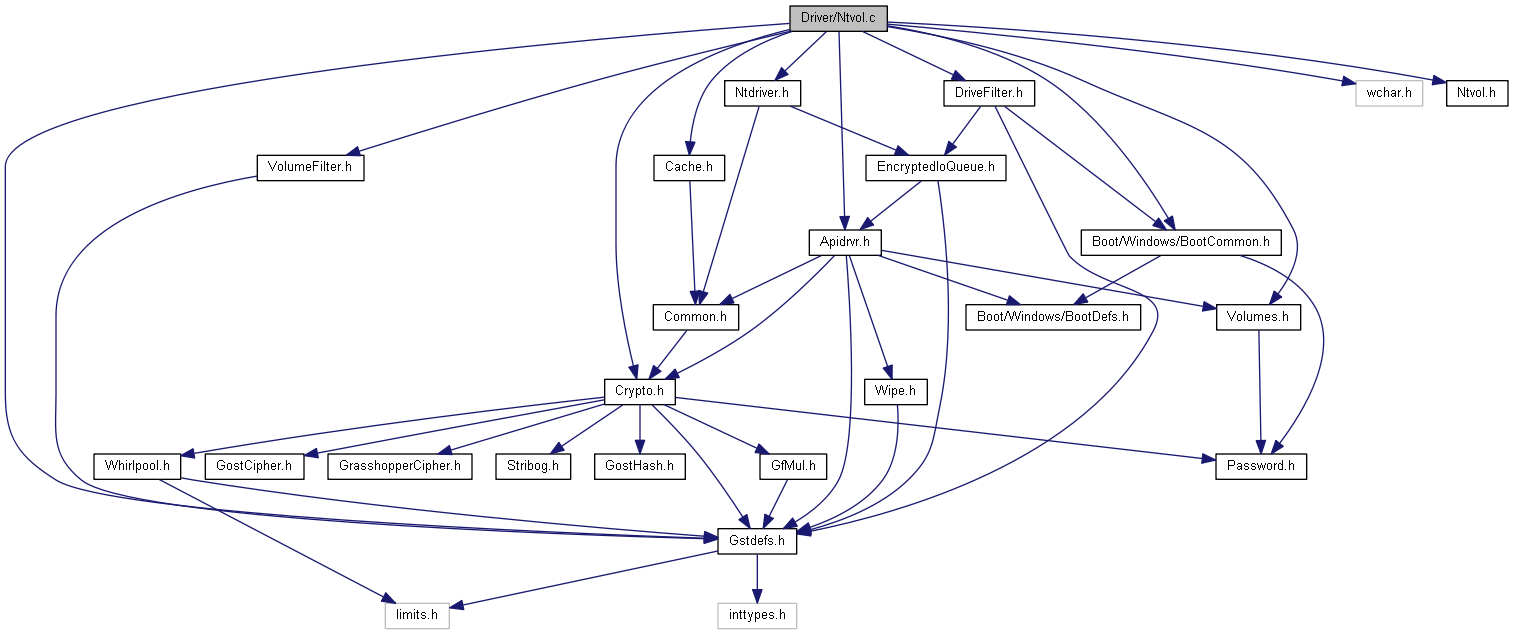 Driver/Ntvol.c
Ntdriver.h
DriveFilter.h
wchar.h
Ntvol.h
VolumeFilter.h
Cache.h
EncryptedIoQueue.h
Apidrvr.h
Boot/Windows/BootCommon.h
Common.h
Boot/Windows/BootDefs.h
Volumes.h
Crypto.h
Wipe.h
Whirlpool.h
GostCipher.h
GrasshopperCipher.h
Stribog.h
GostHash.h
GfMul.h
Password.h
Gstdefs.h
limits.h
inttypes.h